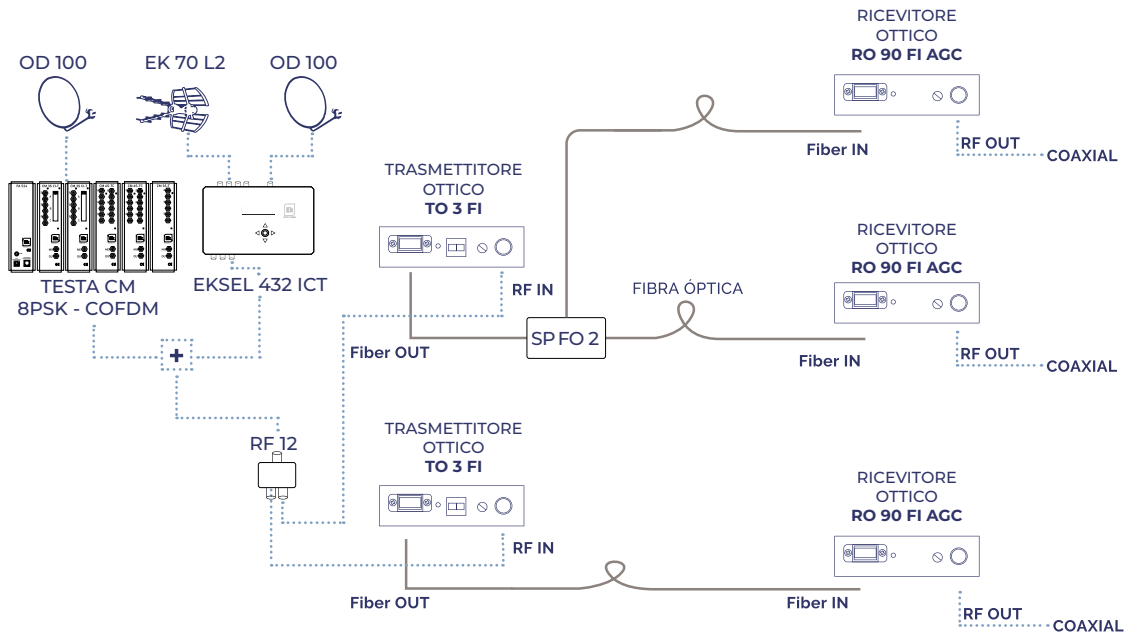 OD 100
EK 70 L2
OD 100
TESTA CM
8PSK - COFDM
EKSEL 432 ICT
+
RF 12
TRASMETTITORE
OTTICO
TO 3 FI
RF IN
Fiber OUT
SP FO 2
FIBRA ÓPTICA
RICEVITORE
OTTICO
RO 90 FI AGC
Fiber IN
RF OUT
COAXIAL
RICEVITORE
OTTICO
RO 90 FI AGC
Fiber IN
RF OUT
COAXIAL
TRASMETTITORE
OTTICO
TO 3 FI
RF IN
Fiber OUT
RICEVITORE
OTTICO
RO 90 FI AGC
Fiber IN
RF OUT
COAXIAL